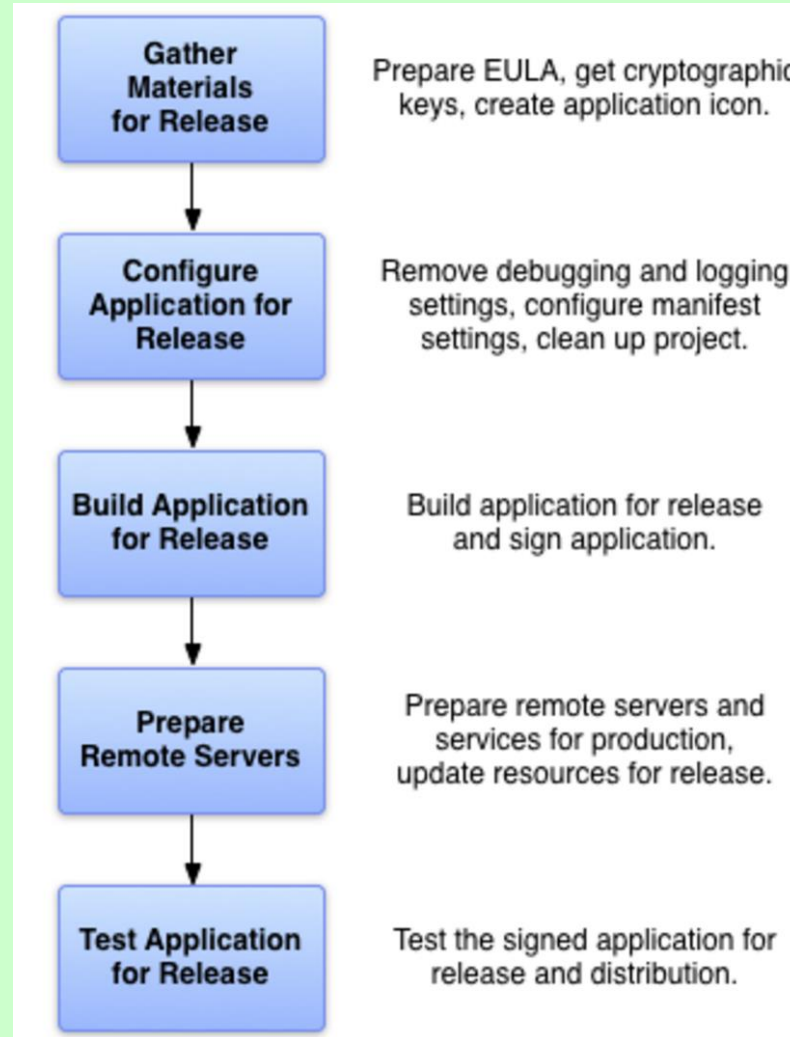 Gather
Materials
for Release
Prepare EULA, get cryptographic
keys, create application icon.
Configure
Application for
Release
Remove debugging and logging
settings, configure manifest
settings, clean up project.
Build Application
for Release
Build application for release
and sign application.
Prepare
Remote Servers
Prepare remote servers and
services for production,
update resources for release.
Test Application
for Release
Test the signed application for
release and distribution.